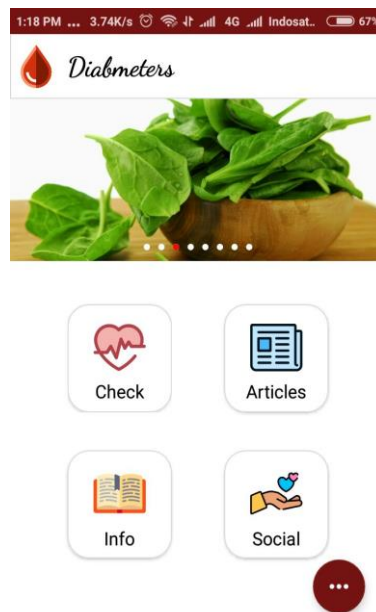 1:18 PM ... 3.74K/s 4G Indosat.. 67%
Diabmeters
Check
Articles
Info
Social